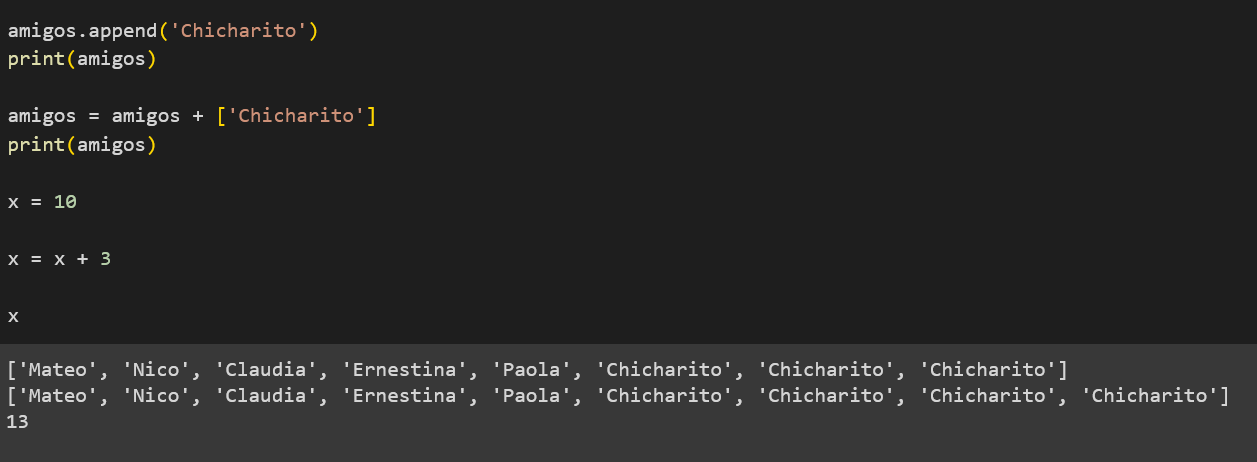 amigos.append('Chicharito')
print(amigos)
amigos = amigos + ['Chicharito']
print(amigos)
x = 10
x = x + 3
x
['Mateo', 'Nico', 'Claudia', 'Ernestina', 'Paola', 'Chicharito', 'Chicharito', 'Chicharito']
['Mateo', 'Nico', 'Claudia', 'Ernestina', 'Paola', 'Chicharito', 'Chicharito', 'Chicharito', 'Chicharito']
13